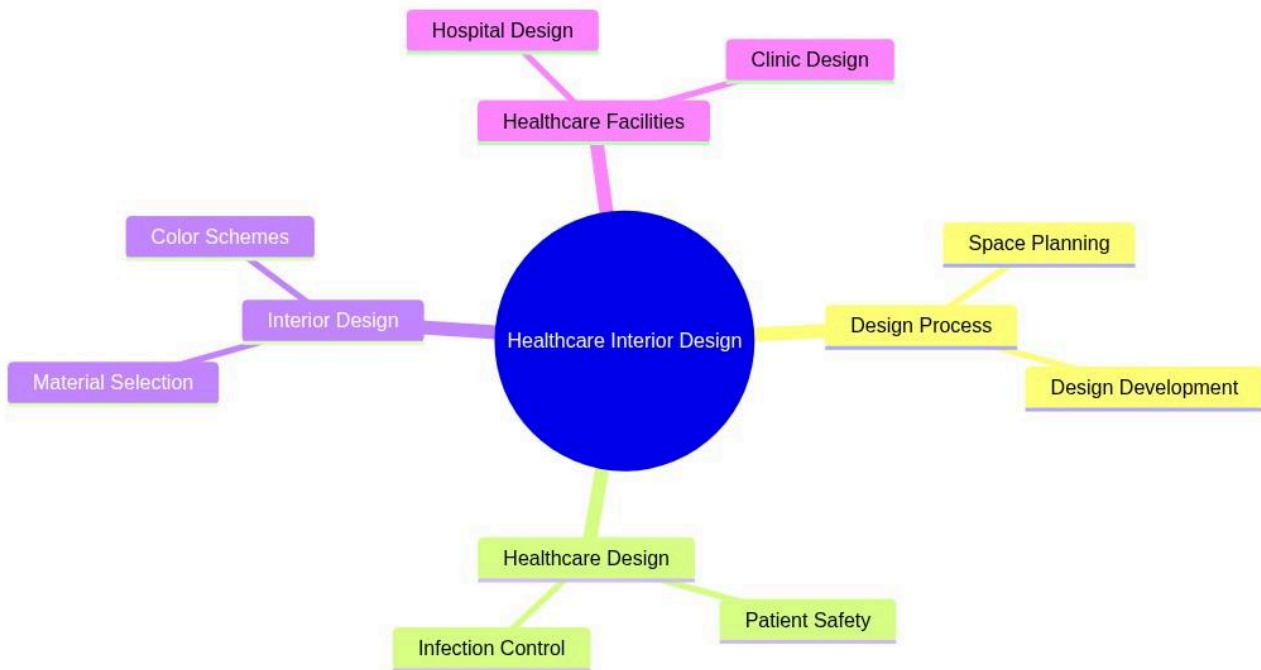 Hospital Design
Clinic Design
Healthcare Facilities
Color Schemes
Space Planning
Interior Design
Design Process
Healthcare Interior Design
Material Selection
Design Development
Healthcare Design
Patient Safety
Infection Control